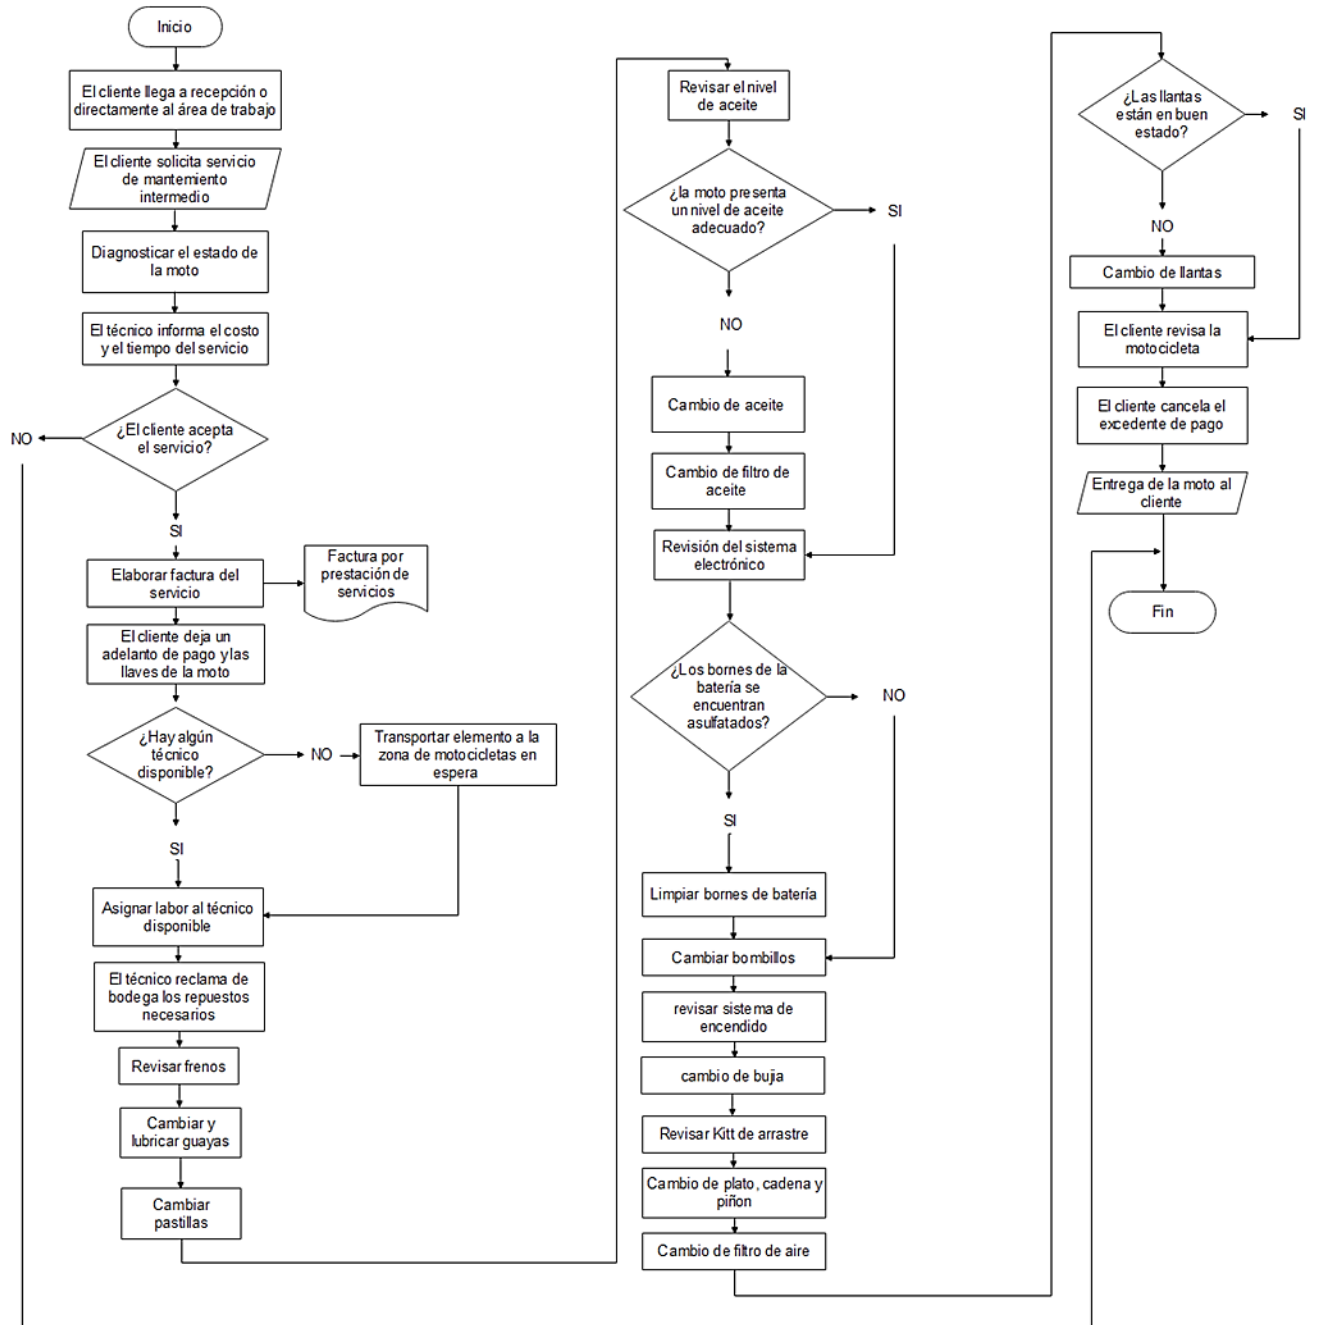 Inicio
El cliente llega a recepción o
directamente al área de trabajo
El cliente solicita servicio
de mantemiento
intermedio
Diagnosticar el estado de
la moto
El técnico informa el costo
y el tiempo del servicio
¿El cliente acepta
el servicio?
NO
SI
Elaborar factura del
servicio
Factura por
prestación de
servicios
El cliente deja un
adelanto de pago y las
llaves de la moto
¿Hay algún
técnico
disponible?
NO
Transportar elemento a la
zona de motocicletas en
espera
SI
Asignar labor al técnico
disponible
El técnico reclama de
bodega los repuestos
necesarios
Revisar frenos
Cambiar y
lubricar guayas
Cambiar
pastillas
Revisar el nivel
de aceite
¿la moto presenta
un nivel de aceite
adecuado?
SI
NO
Cambio de aceite
Cambio de filtro de
aceite
Revisión del sistema
electrónico
¿Los bornes de la
batería se
encuentran
asulfatados?
NO
SI
Limpiar bornes de batería
Cambiar bombillos
revisar sistema de
encendido
cambio de bujia
Revisar Kitt de arrastre
Cambio de plato, cadena y
piñon
Cambio de filtro de aire
¿Las llantas
están en buen
estado?
SI
NO
Cambio de llantas
El cliente revisa la
motocicleta
El cliente cancela el
excedente de pago
Entrega de la moto al
cliente
Fin